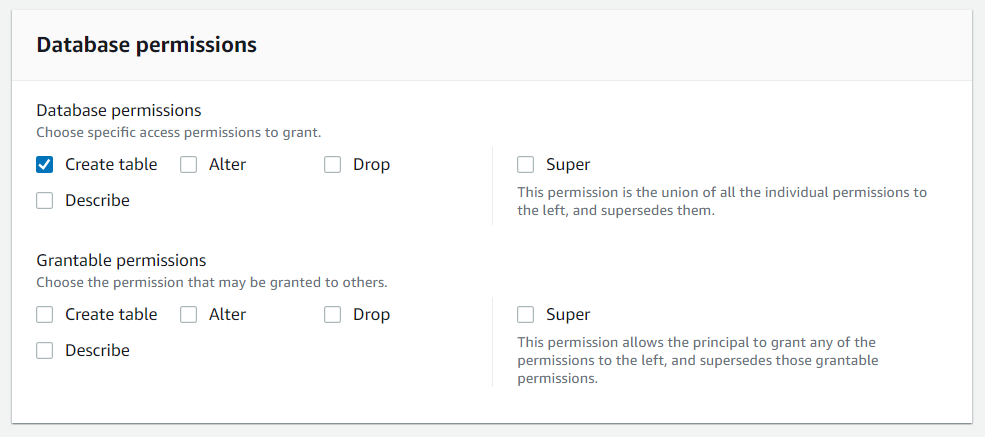 Database permissions
Database permissions
Choose specific access permissions to grant.
Create table Alter Drop Super
Describe
This permission is the union of all the individual permissions to
the left, and supersedes them.
Grantable permissions
Choose the permission that may be granted to others.
Create table Alter Drop Super
Describe
This permission allows the principal to grant any of the
permissions to the left, and supersedes those grantable
permissions.